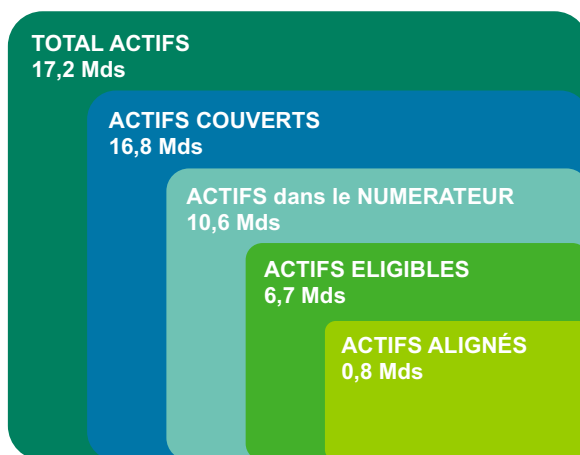 TOTAL ACTIFS
17,2 Mds
ACTIFS COUVERTS
16,8 Mds
ACTIFS dans le NUMERATEUR
10,6 Mds
ACTIFS ELIGIBLES
6,7 Mds
ACTIFS ALIGNÉS
0,8 Mds